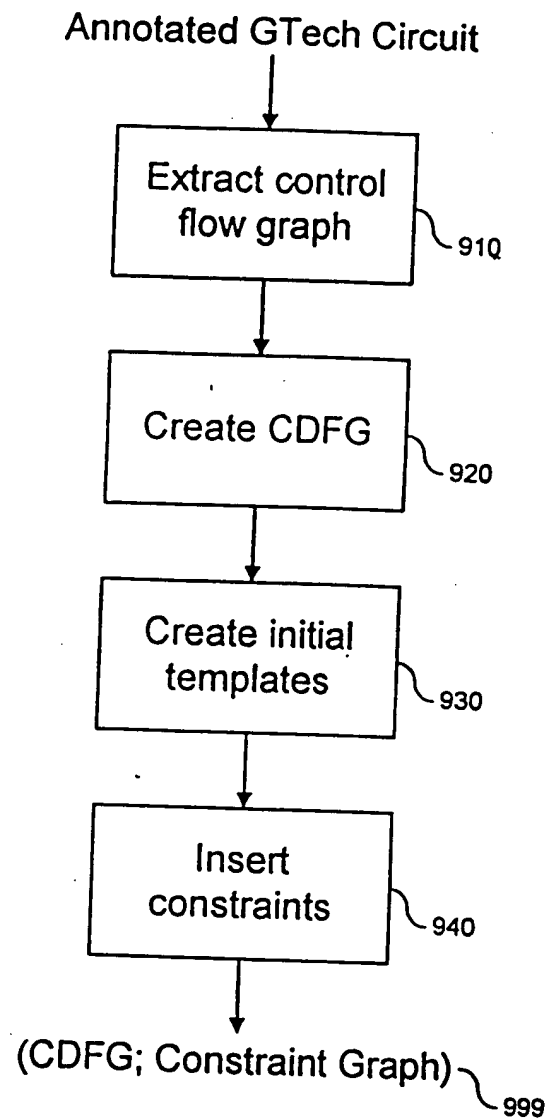 Annotated GTech Circuit
Extract control
flow graph
910
Create CDFG
920
Create initial
templates
930
Insert
constraints
940
(CDFG; Constraint Graph)
999